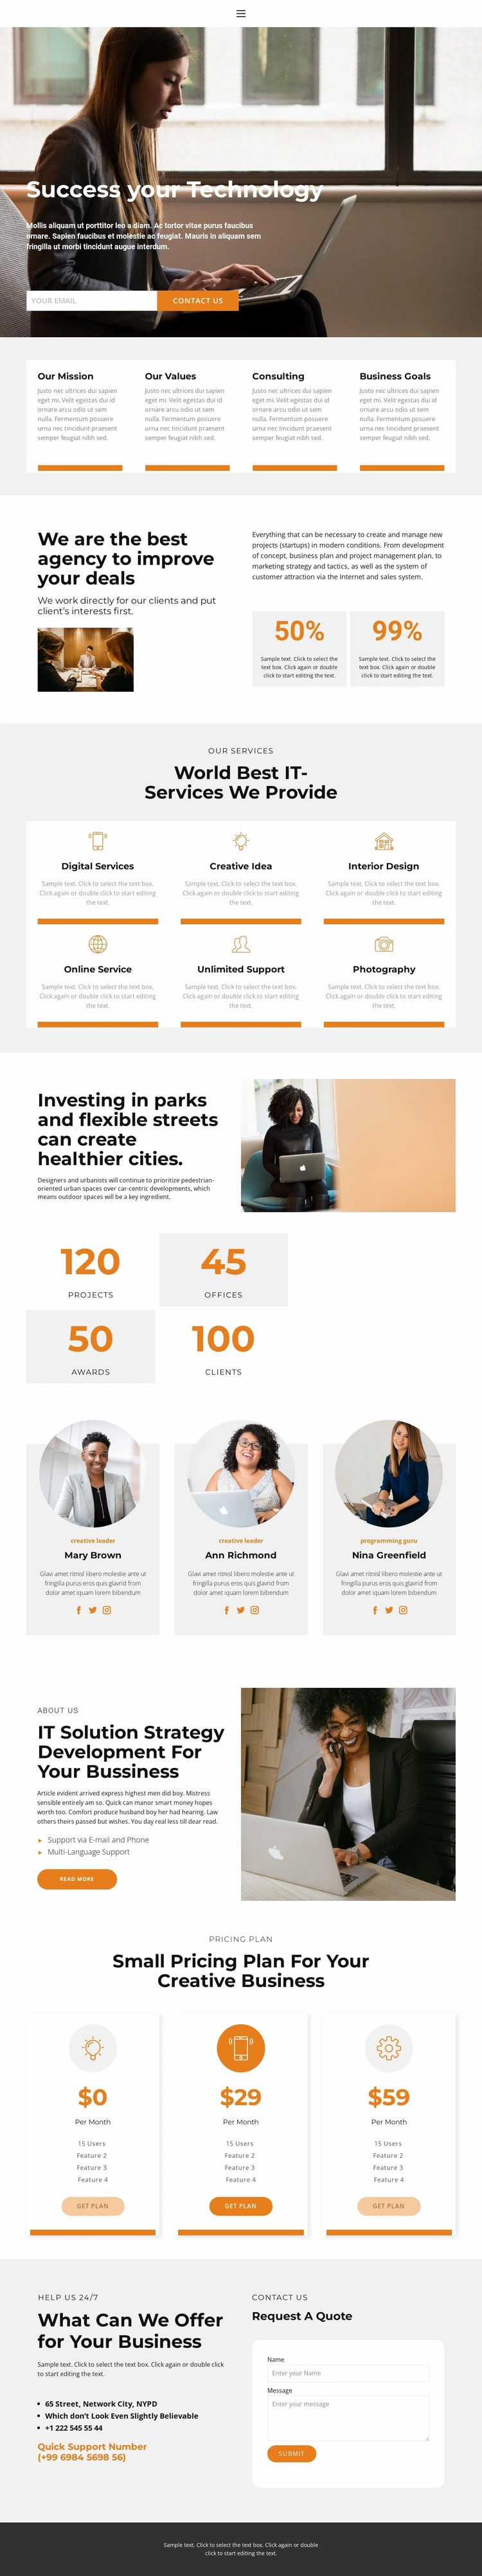 Success your Technology
Mollis aliquam ut porttitor leo a diam. Ac tortor vitae purus faucibus
ornare. Sapien faucibus et molestie ac feugiat. Mauris in aliquam sem
fringilla ut morbi tincidunt augue interdum.
YOUR EMAIL
CONTACT US
Our Mission
Justo nec ultrices dui sapien
eget mi. Velit egestas dui id
ornare arcu odio ut sem
nulla. Fermentum posuere
urna nec tincidunt praesent
semper feugiat nibh sed.
Our Values
Justo nec ultrices dui sapien
eget mi. Velit egestas dui id
ornare arcu odio ut sem
nulla. Fermentum posuere
urna nec tincidunt praesent
semper feugiat nibh sed.
Consulting
Justo nec ultrices dui sapien
eget mi. Velit egestas dui id
ornare arcu odio ut sem
nulla. Fermentum posuere
urna nec tincidunt praesent
semper feugiat nibh sed.
Business Goals
Justo nec ultrices dui sapien
eget mi. Velit egestas dui id
ornare arcu odio ut sem
nulla. Fermentum posuere
urna nec tincidunt praesent
semper feugiat nibh sed.
We are the best
agency to improve
your deals
We work directly for our clients and put
client's interests first.
Everything that can be necessary to create and manage new
projects (startups) in modern conditions. From development
of concept, business plan and project management plan, to
marketing strategy and tactics, as well as the system of
customer attraction via the Internet and sales system.
50%
Sample text. Click to select the
text box. Click again or double
click to start editing the text.
99%
Sample text. Click to select the
text box. Click again or double
click to start editing the text.
OUR SERVICES
World Best IT-
Services We Provide
Digital Services
Sample text. Click to select the text box.
Click again or double click to start editing
the text.
Creative Idea
Sample text. Click to select the text box.
Click again or double click to start editing
the text.
Interior Design
Sample text. Click to select the text box.
Click again or double click to start editing
the text.
Online Service
Sample text. Click to select the text box.
Click again or double click to start editing
the text.
Unlimited Support
Sample text. Click to select the text box.
Click again or double click to start editing
the text.
Photography
Sample text. Click to select the text box.
Click again or double click to start editing
the text.
Investing in parks
and flexible streets
can create
healthier cities.
Designers and urbanists will continue to prioritize pedestrian-
oriented urban spaces over car-centric developments, which
means outdoor spaces will be a key ingredient.
120
PROJECTS
45
OFFICES
50
AWARDS
100
CLIENTS
creative leader
Mary Brown
Glavi amet ritnisl libero molestie ante ut
fringilla purus eros quis glavrid from
dolor amet iquam lorem bibendum
creative leader
Ann Richmond
Glavi amet ritnisl libero molestie ante ut
fringilla purus eros quis glavrid from
dolor amet iquam lorem bibendum
programming guru
Nina Greenfield
Glavi amet ritnisl libero molestie ante ut
fringilla purus eros quis glavrid from
dolor amet iquam lorem bibendum
ABOUT US
IT Solution Strategy
Development For
Your Bussiness
Article evident arrived express highest men did boy. Mistress
sensible entirely am so. Quick can manor smart money hopes
worth too. Comfort produce husband boy her had hearing. Law
others theirs passed but wishes. You day real less till dear read.
Support via E-mail and Phone
Multi-Language Support
READ MORE
PRICING PLAN
Small Pricing Plan For Your
Creative Business
$0
Per Month
15 Users
Feature 2
Feature 3
Feature 4
GET PLAN
$29
Per Month
15 Users
Feature 2
Feature 3
Feature 4
GET PLAN
$59
Per Month
15 Users
Feature 2
Feature 3
Feature 4
GET PLAN
HELP US 24/7
What Can We Offer
for Your Business
Sample text. Click to select the text box. Click again or double click
to start editing the text.
65 Street, Network City, NYPD
Which don't Look Even Slightly Believable
+1 222 545 55 44
Quick Support Number
(+99 6984 5698 56)
CONTACT US
Request A Quote
Name
Enter your Name
Message
Enter your message
SUBMIT
Sample text. Click to select the text box. Click again or double
click to start editing the text.